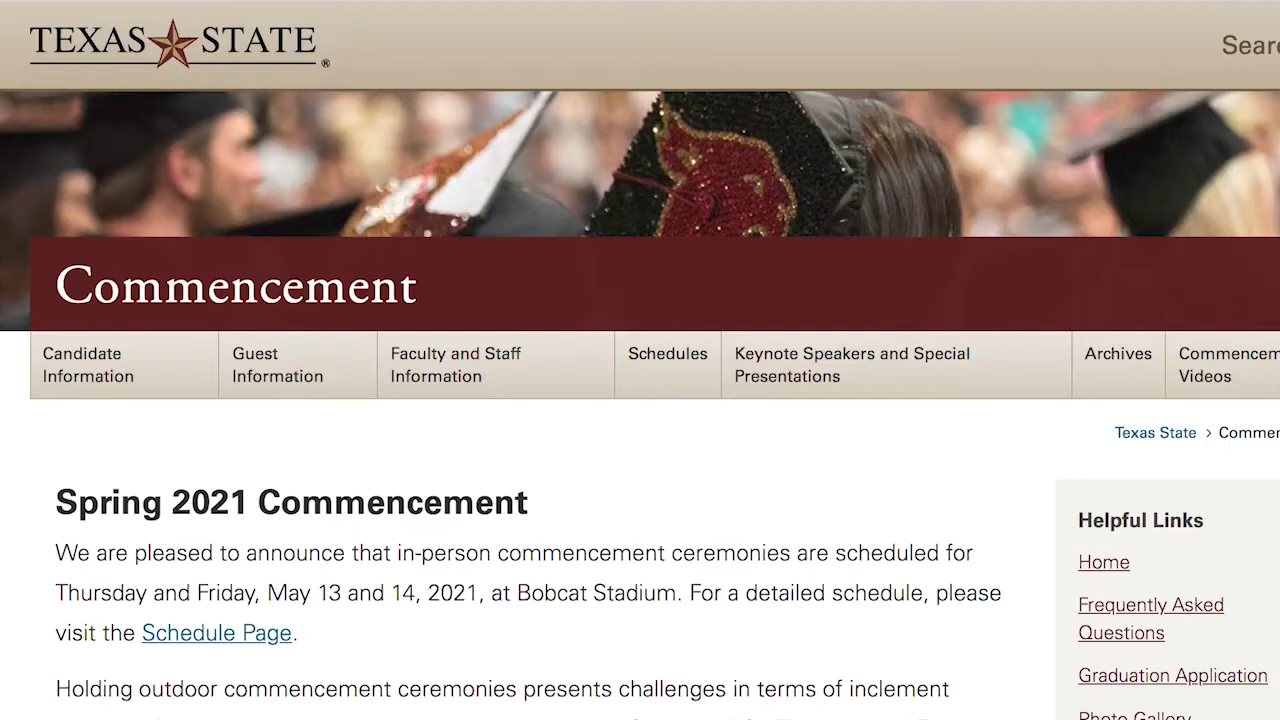 TEXAS STATE ®
Sear
Commencement
Candidate
Information
Guest
Information
Faculty and Staff
Information
Schedules
Keynote Speakers and Special
Presentations
Archives
Commencem
Videos
Texas State > Commen
Spring 2021 Commencement
We are pleased to announce that in-person commencement ceremonies are scheduled for
Thursday and Friday, May 13 and 14, 2021, at Bobcat Stadium. For a detailed schedule, please
visit the Schedule Page.
Holding outdoor commencement ceremonies presents challenges in terms of inclement
Helpful Links
Home
Frequently Asked
Questions
Graduation Application
Photo Gallery